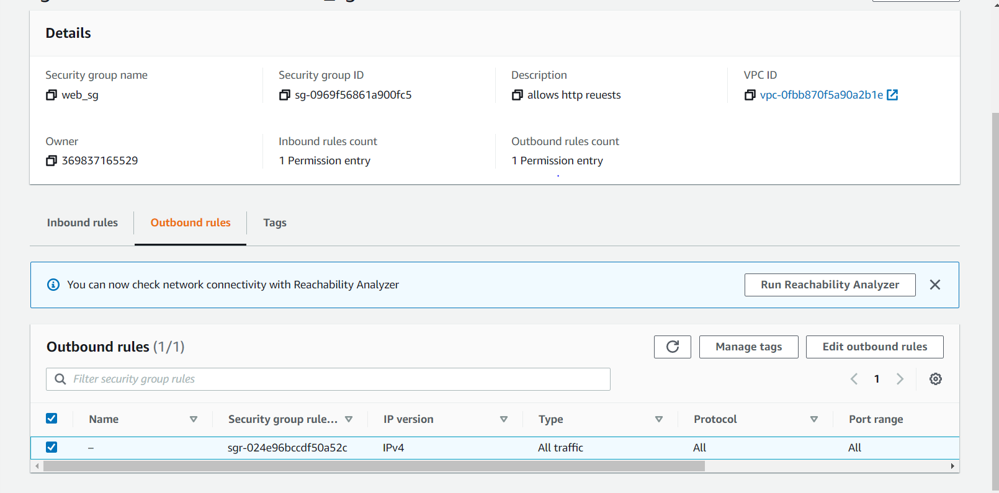 Details
Security group name
web_sg
Security group ID
sg-0969f56861a900fc5
Description
allows http reuests
VPC ID
vpc-0fbb870f5a90a2b1e
Owner
369837165529
Inbound rules count
1 Permission entry
Outbound rules count
1 Permission entry
Inbound rules
Outbound rules
Tags
You can now check network connectivity with Reachability Analyzer
Run Reachability Analyzer
Outbound rules (1/1)
Manage tags
Edit outbound rules
Filter security group rules
1
Name
Security group rule...
IP version
Type
Protocol
Port range
–
sgr-024e96bccdf50a52c
IPv4
All traffic
All
All